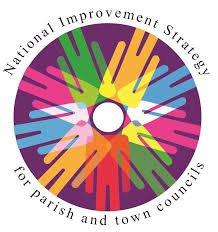 National Improvement Strategy
for parish and town councils